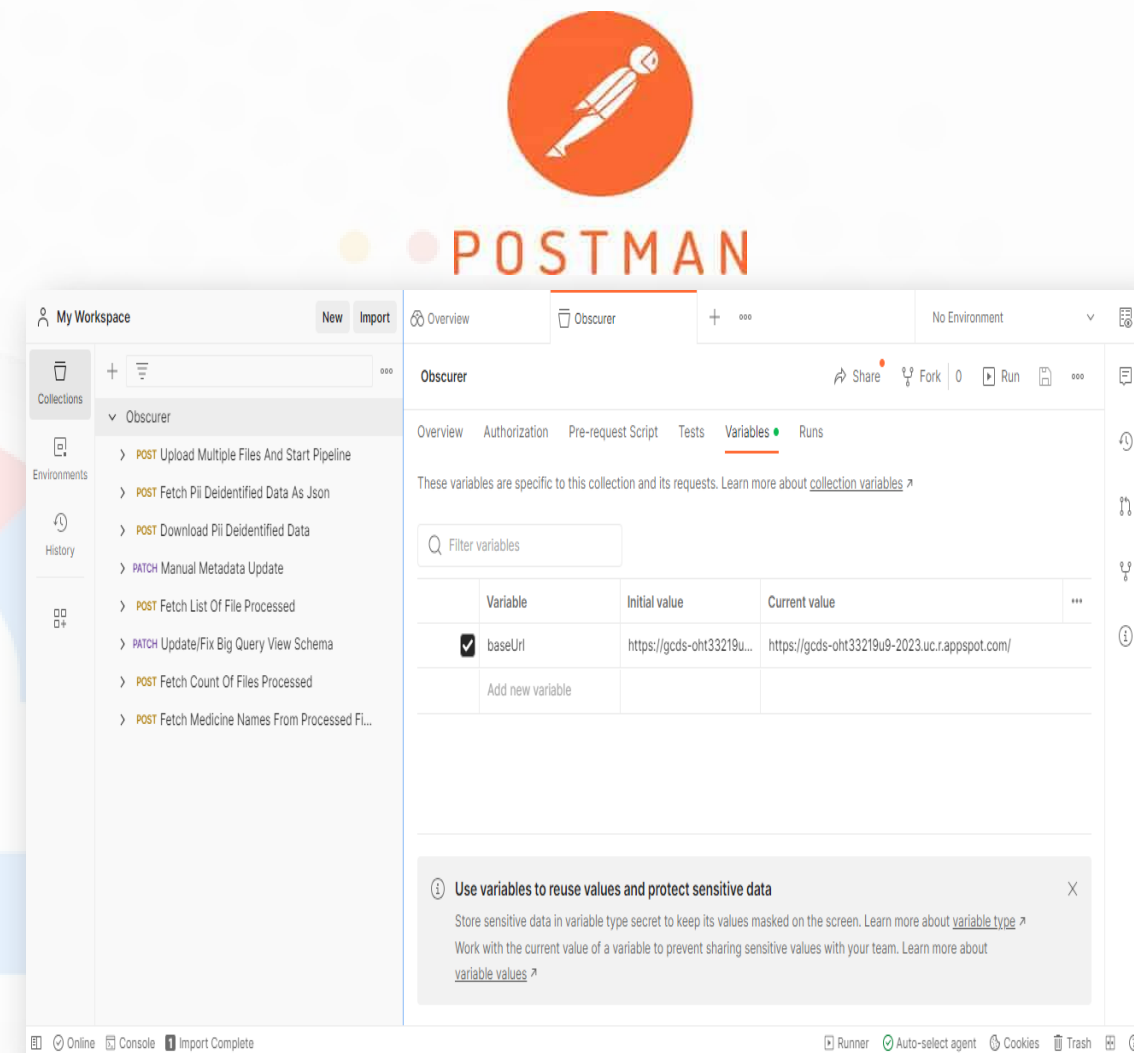 POSTMAN
My Workspace
New
Import
Overview
Obscurer
No Environment
Collections
Environments
History
Obscurer
POST Upload Multiple Files And Start Pipeline
POST Fetch Pii Deidentified Data As Json
POST Download Pii Deidentified Data
PATCH Manual Metadata Update
POST Fetch List Of File Processed
PATCH Update/Fix Big Query View Schema
POST Fetch Count Of Files Processed
POST Fetch Medicine Names From Processed Fi...
Obscurer
Share
Fork
0
Run
Overview
Authorization
Pre-request Script
Tests
Variables
Runs
These variables are specific to this collection and its requests. Learn more about collection variables
Filter variables
Variable
Initial value
Current value
baseUrl
https://gcds-oht33219u...
https://gcds-oht33219u9-2023.uc.r.appspot.com/
Add new variable
Use variables to reuse values and protect sensitive data
Store sensitive data in variable type secret to keep its values masked on the screen. Learn more about variable type
Work with the current value of a variable to prevent sharing sensitive values with your team. Learn more about
variable values
Online
Console
1 Import Complete
Runner
Auto-select agent
Cookies
Trash